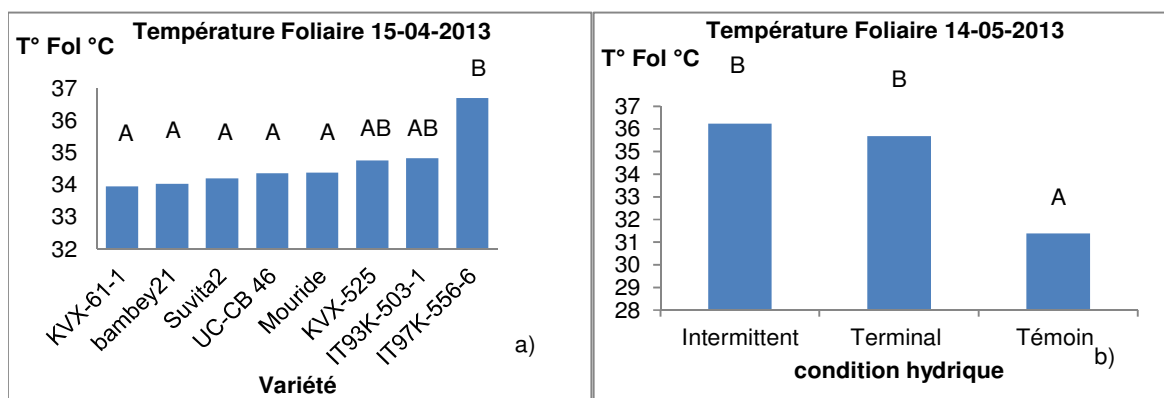 Température Foliaire 15-04-2013
T° Fol °C
37
36
35
34
33
32
A
A
A
A
A
AB
AB
B
KVX-61-1
bambey21
Suvita2
UC-CB 46
Mouride
KVX-525
IT93K-503-1
IT97K-556-6
a)
Variété
Température Foliaire 14-05-2013
T° Fol °C
37
36
35
34
33
32
31
30
29
28
B
B
A
Intermittent
Terminal
Témoin
b)
condition hydrique